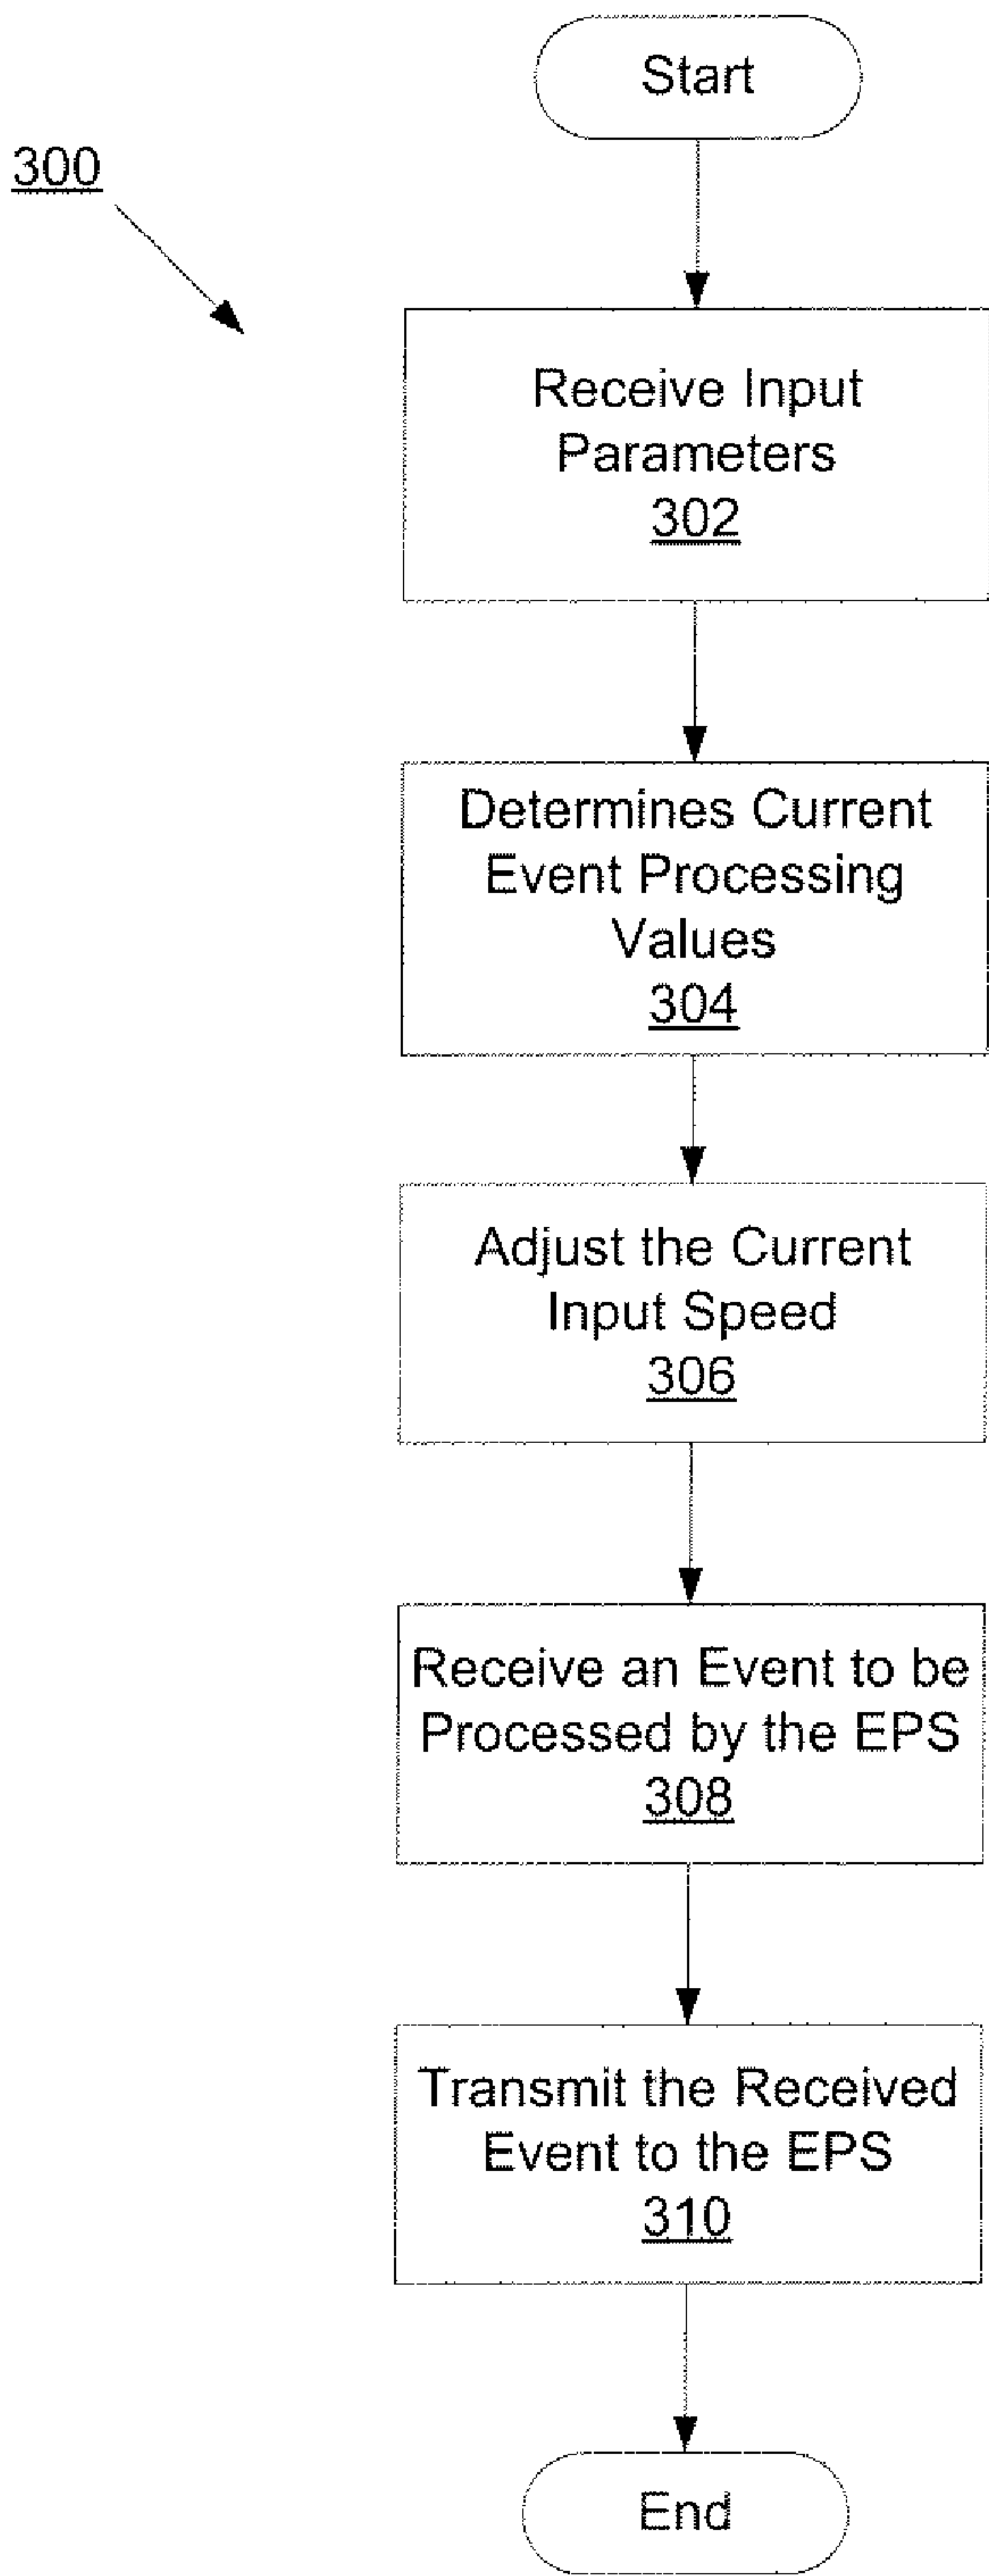 Start
300
Receive Input
Parameters
302
Determines Current
Event Processing
Values
304
Adjust the Current
Input Speed
306
Receive an Event to be
Processed by the EPS
308
Transmit the Received
Event to the EPS
310
End